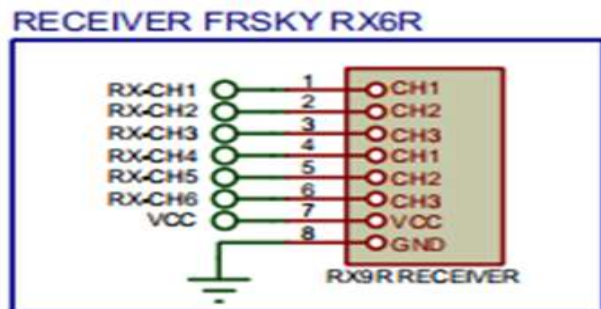 RECEIVER FRSKY RX6R
RX-CH1 1 CH1
RX-CH2 2 CH2
RX-CH3 3 CH3
RX-CH4 4 CH1
RX-CH5 5 CH2
RX-CH6 6 CH3
VCC 7 VCC
8 GND
RX9R RECEIVER